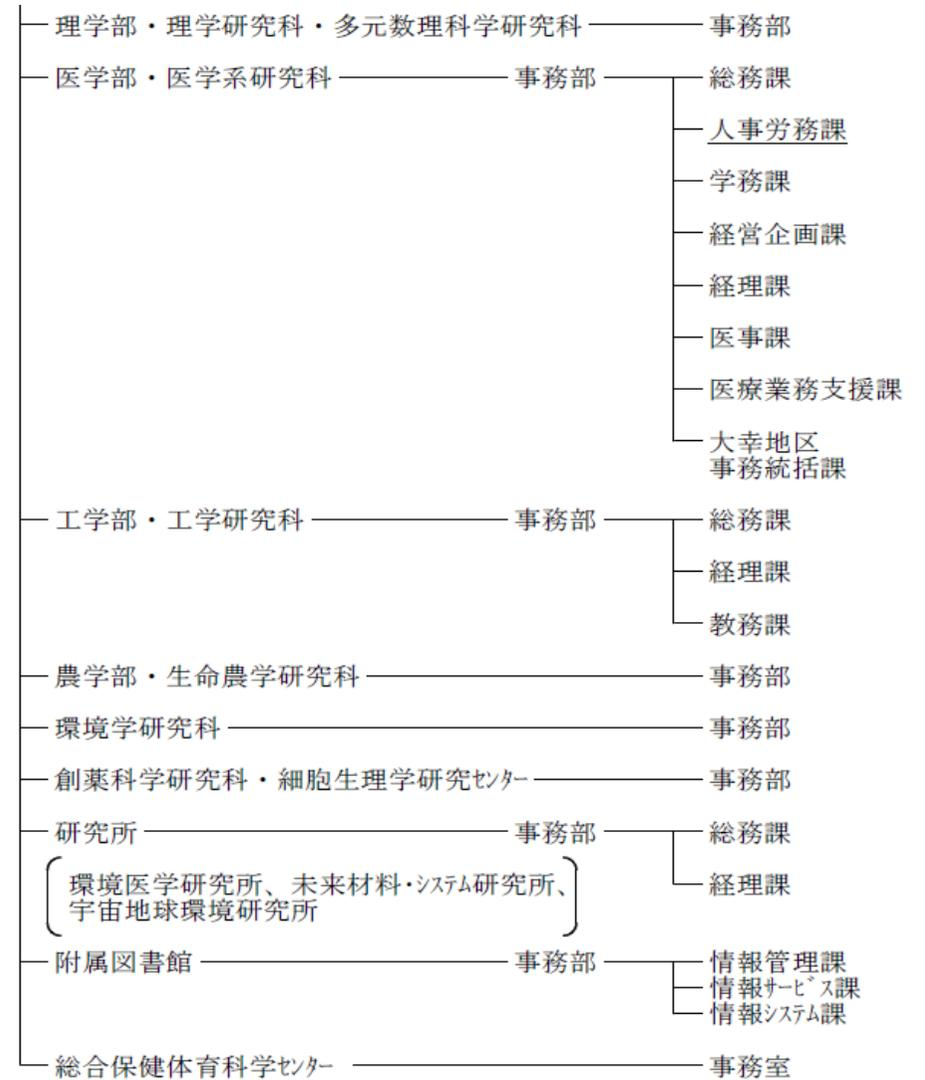 理学部・理学研究科・多元数理科学研究科 事務部
医学部・医学系研究科 事務部 総務課
人事労務課
学務課
経営企画課
経理課
医事課
医療業務支援課
大幸地区
事務統括課
工学部・工学研究科 事務部 総務課
経理課
教務課
農学部・生命農学研究科 事務部
環境学研究科 事務部
創薬科学研究科・細胞生理学研究ｾﾝﾀｰ 事務部
研究所 事務部 総務課
環境医学研究所、未来材料・ｼｽﾃﾑ研究所、 経理課
宇宙地球環境研究所
附属図書館 事務部 情報管理課
情報ｻｰﾋﾞｽ課
情報ｼｽﾃﾑ課
総合保健体育科学ｾﾝﾀｰ 事務室